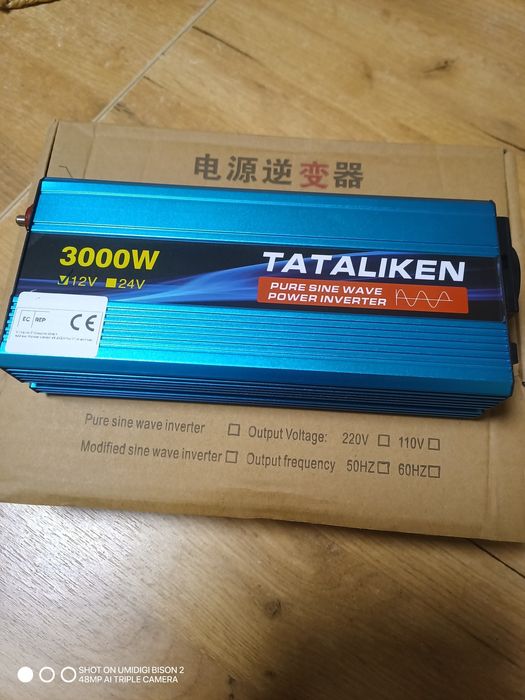 电源逆变器
3000W
12V 24V
TATALIKEN
PURE SINE WAVE
POWER INVERTER
EC REP
CE
Pure sine wave inverter
Output Voltage: 220V 110V
Modified sine wave inverter
Output frequency 50HZ 60HZ
SHOT ON UMIDIGI BISON 2
48MP AI TRIPLE CAMERA